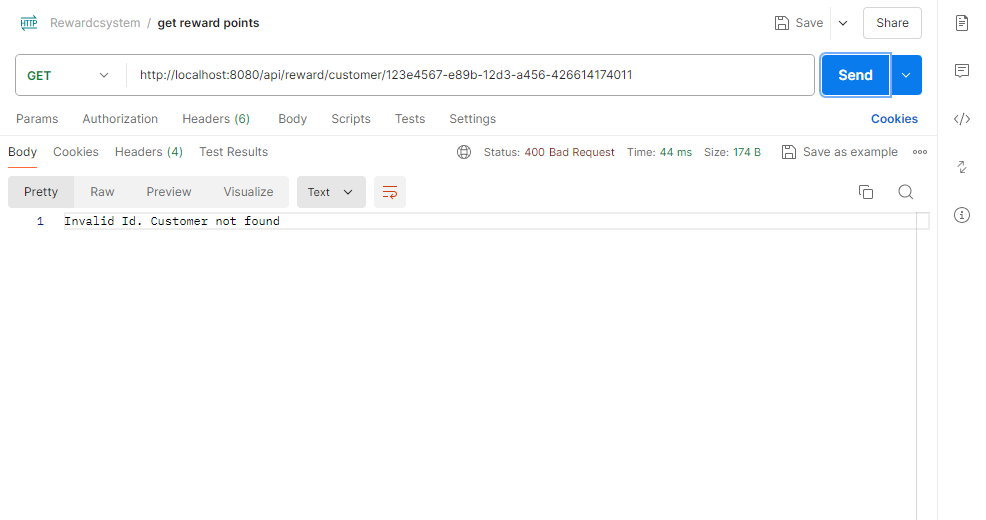 HTTP Rewardcsystem / get reward points Save Share
GET http://localhost:8080/api/reward/customer/123e4567-e89b-12d3-a456-426614174011 Send
Params Authorization Headers (6) Body Scripts Tests Settings Cookies
Body Cookies Headers (4) Test Results Status: 400 Bad Request Time: 44 ms Size: 174 B Save as example
Pretty Raw Preview Visualize Text
1 Invalid Id. Customer not found